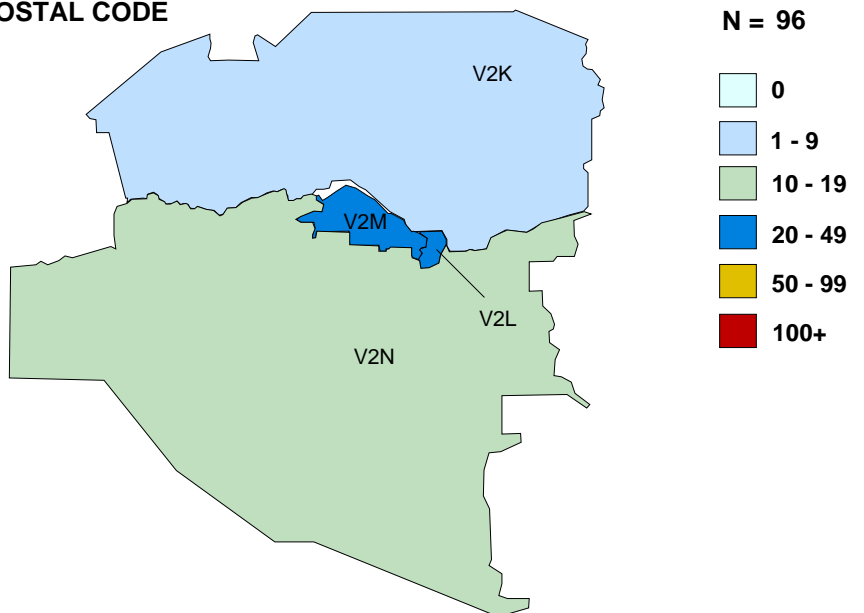 OSTAL CODE
N = 96
V2K
0
1 - 9
10 - 19
20 - 49
50 - 99
100+
V2M
V2L
V2N